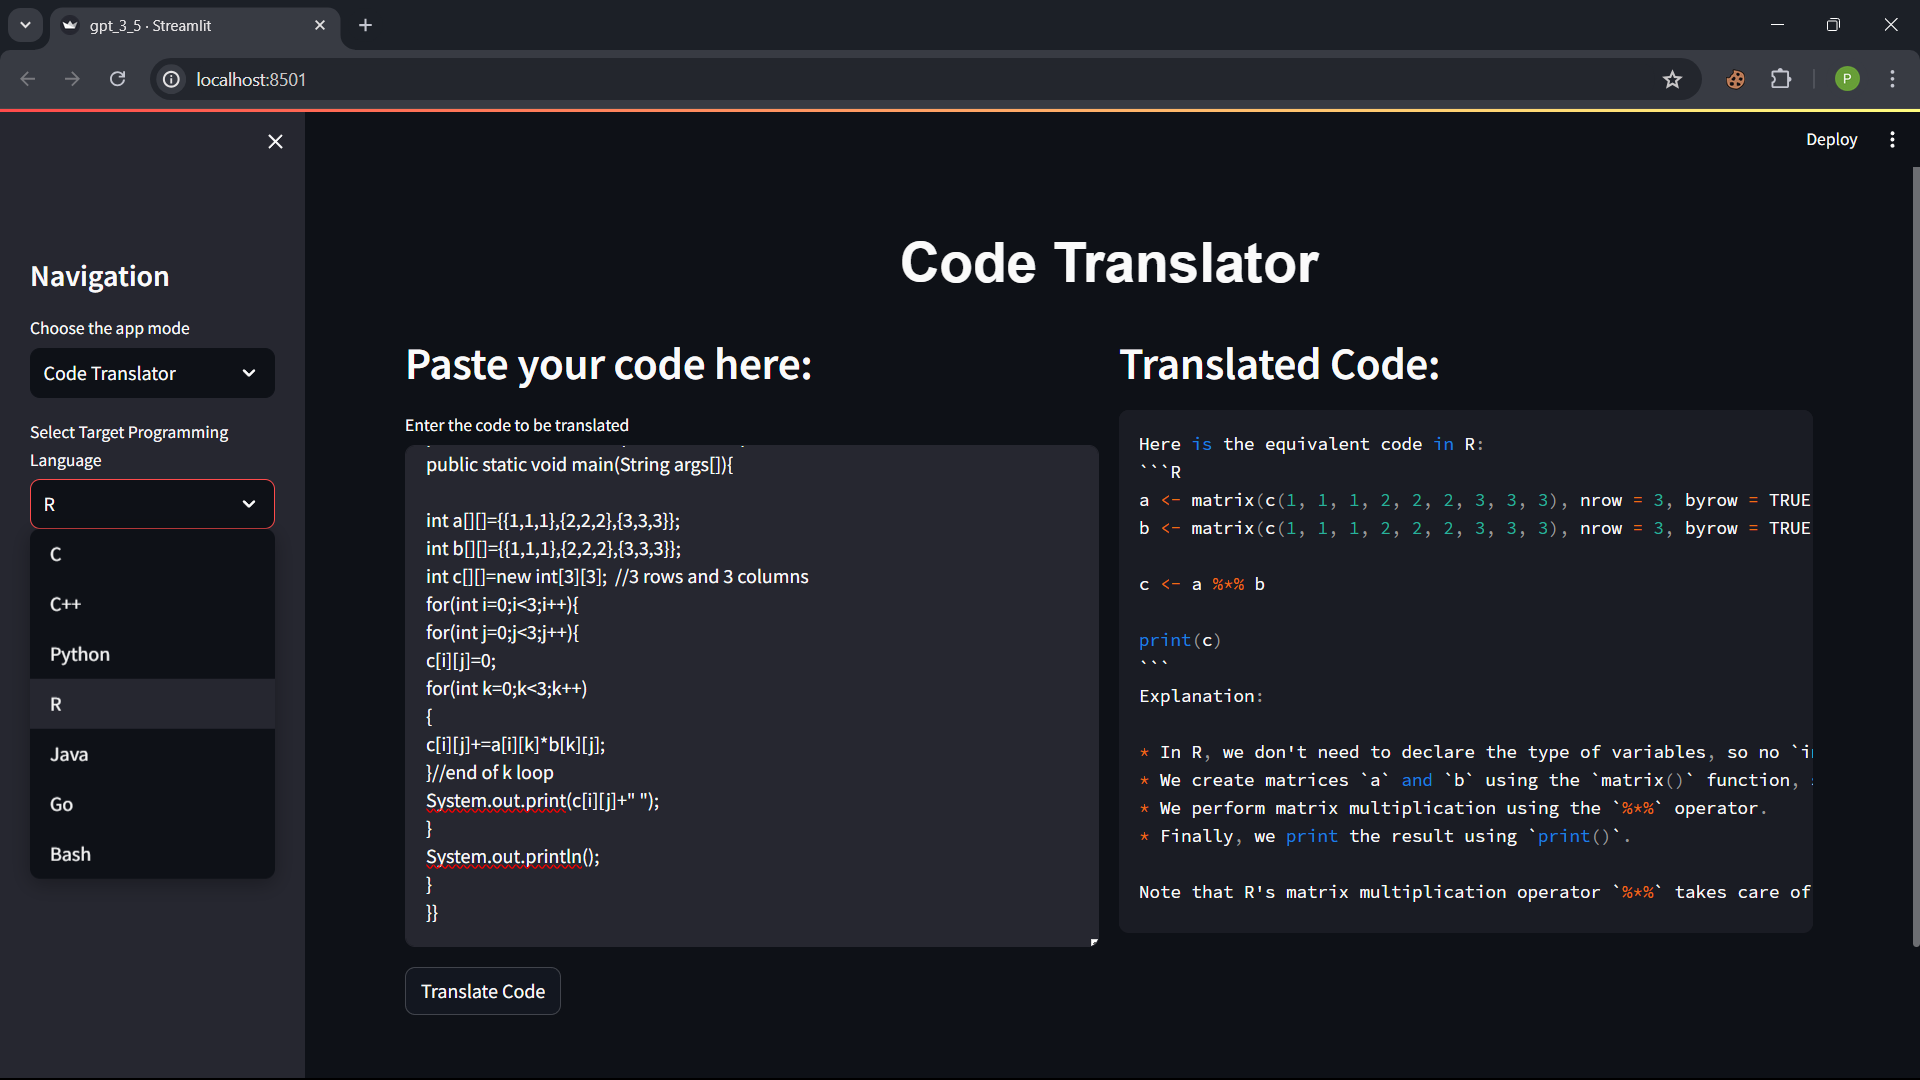 gpt_3_5 · Streamlit
localhost:8501
P
Deploy
Navigation
Choose the app mode
Code Translator
Select Target Programming
Language
R
C
C++
Python
R
Java
Go
Bash
Code Translator
Paste your code here:
Enter the code to be translated
public static void main(String args[]){
int a[][]={{1,1,1},{2,2,2},{3,3,3}};
int b[][]={{1,1,1},{2,2,2},{3,3,3}};
int c[][]=new int[3][3]; //3 rows and 3 columns
for(int i=0;i<3;i++){
for(int j=0;j<3;j++){
c[i][j]=0;
for(int k=0;k<3;k++)
{
c[i][j]+=a[i][k]*b[k][j];
}//end of k loop
System.out.print(c[i][j]+" ");
}
System.out.println();
}
}}
Translate Code
Translated Code:
Here is the equivalent code in R:
```R
a <- matrix(c(1, 1, 1, 2, 2, 2, 3, 3, 3), nrow = 3, byrow = TRUE
b <- matrix(c(1, 1, 1, 2, 2, 2, 3, 3, 3), nrow = 3, byrow = TRUE
c <- a %*% b
print(c)
```
Explanation:
* In R, we don't need to declare the type of variables, so no `i
* We create matrices `a` and `b` using the `matrix()` function,
* We perform matrix multiplication using the `%*%` operator.
* Finally, we print the result using `print()`.
Note that R's matrix multiplication operator `%*%` takes care of